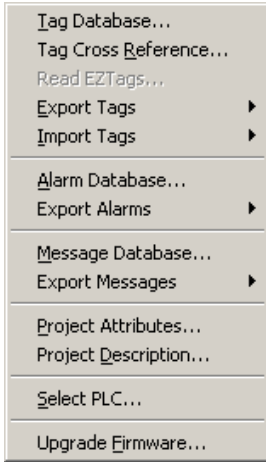 Tag Database...
Tag Cross Reference...
Read EZTags...
Export Tags
Import Tags
Alarm Database...
Export Alarms
Message Database...
Export Messages
Project Attributes...
Project Description...
Select PLC...
Upgrade Firmware...